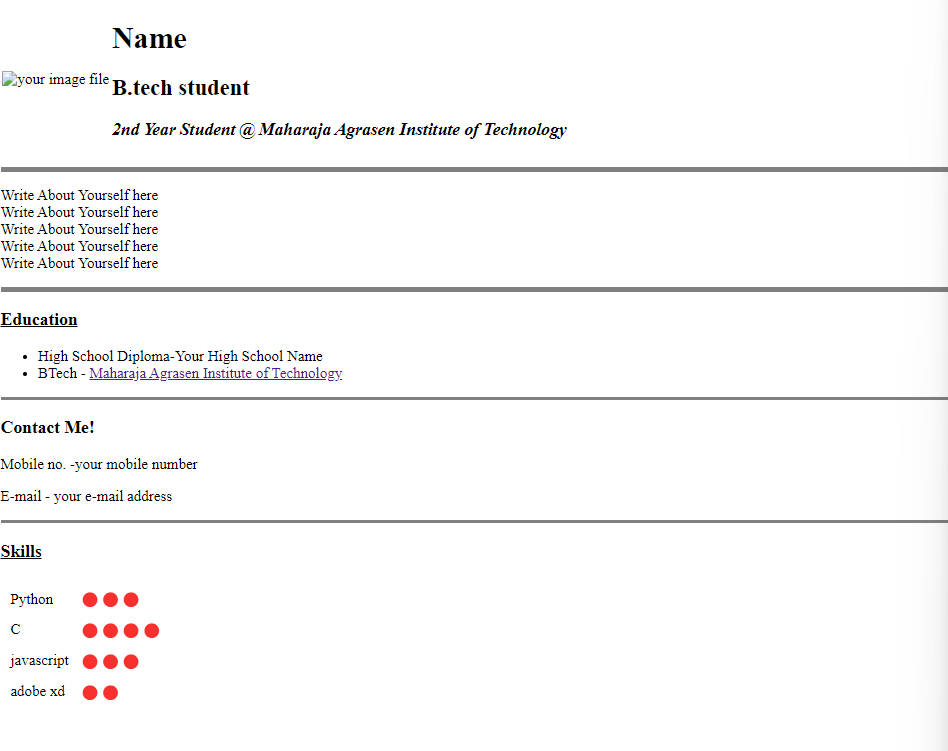 Name
your image file
B.tech student
2nd Year Student @ Maharaja Agrasen Institute of Technology
Write About Yourself here
Write About Yourself here
Write About Yourself here
Write About Yourself here
Write About Yourself here
Education
High School Diploma-Your High School Name
BTech - Maharaja Agrasen Institute of Technology
Contact Me!
Mobile no. -your mobile number
E-mail - your e-mail address
Skills
Python
C
javascript
adobe xd